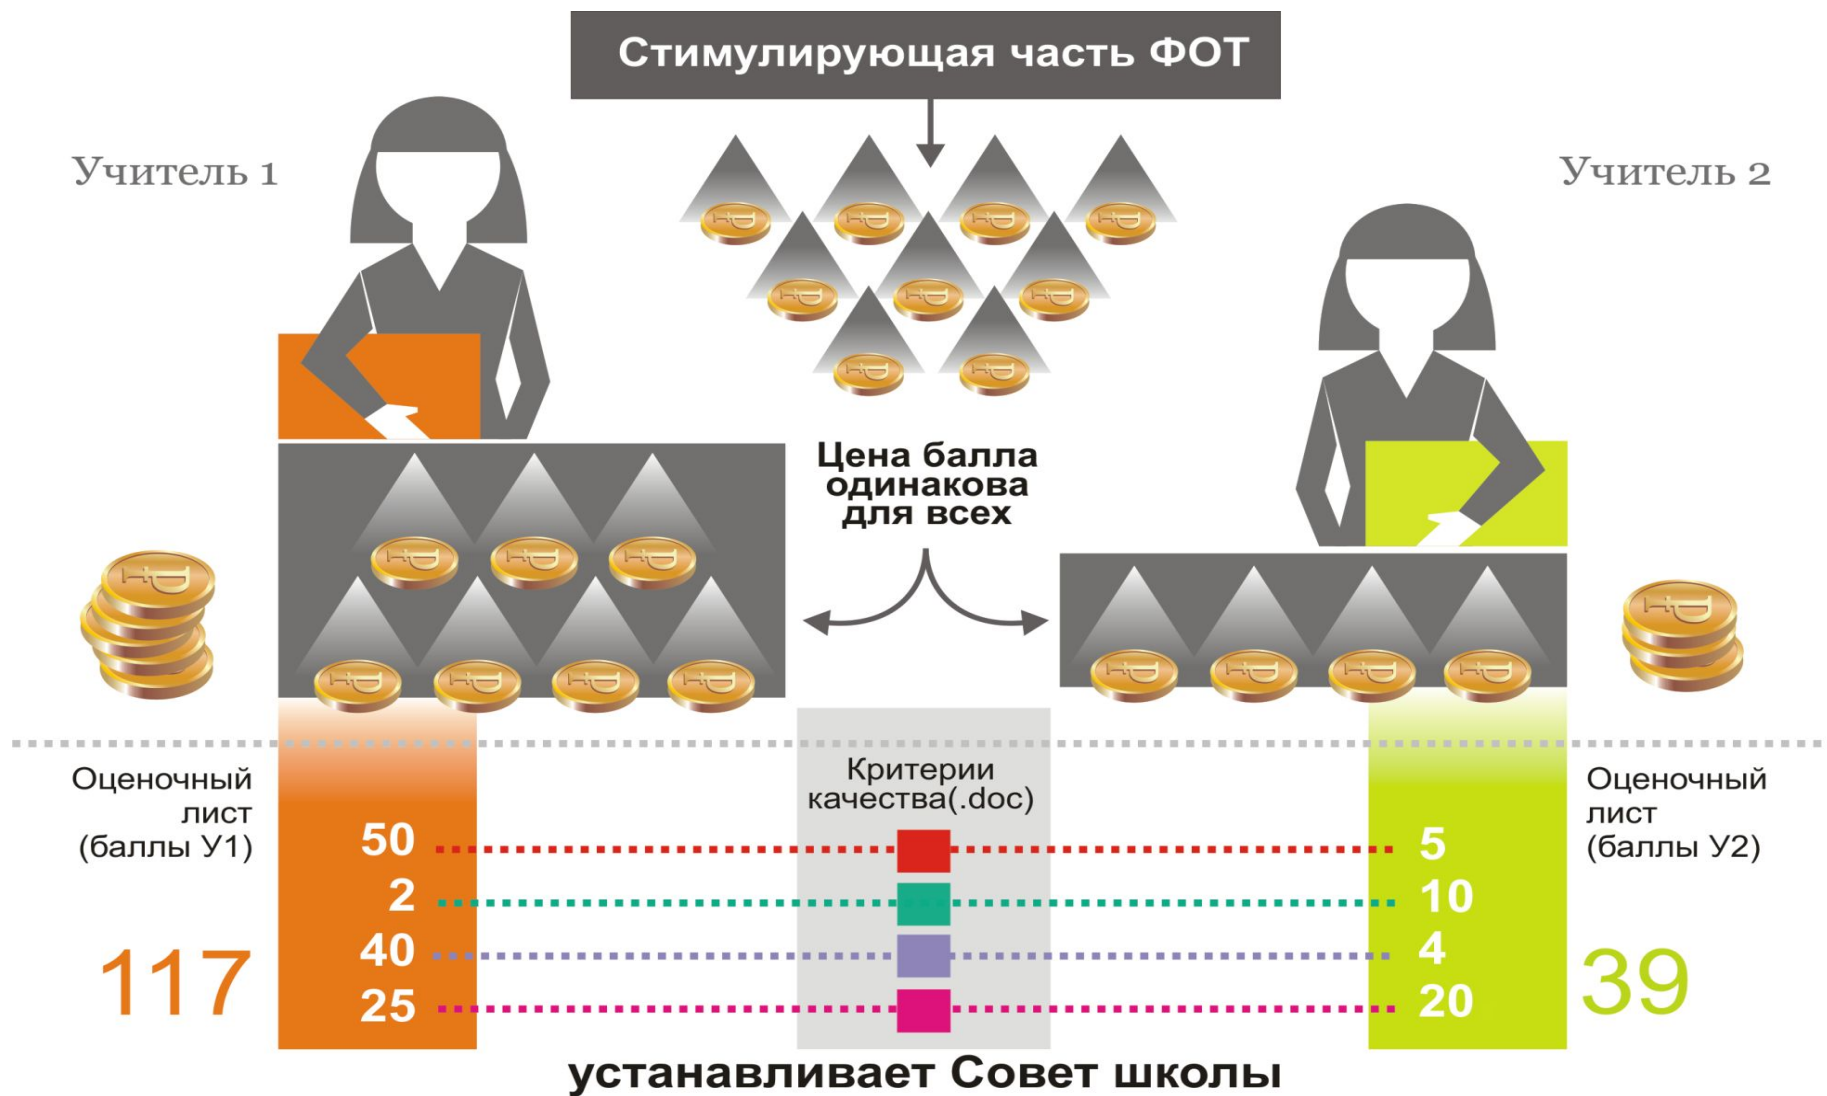 Стимулирующая часть ФОТ
Учитель 1
Учитель 2
Цена балла
одинакова
для всех
Оценочный
лист
(баллы У1)
Критерии
качества(.doc)
Оценочный
лист
(баллы У2)
50
5
2
10
40
4
25
20
117
39
устанавливает Совет школы